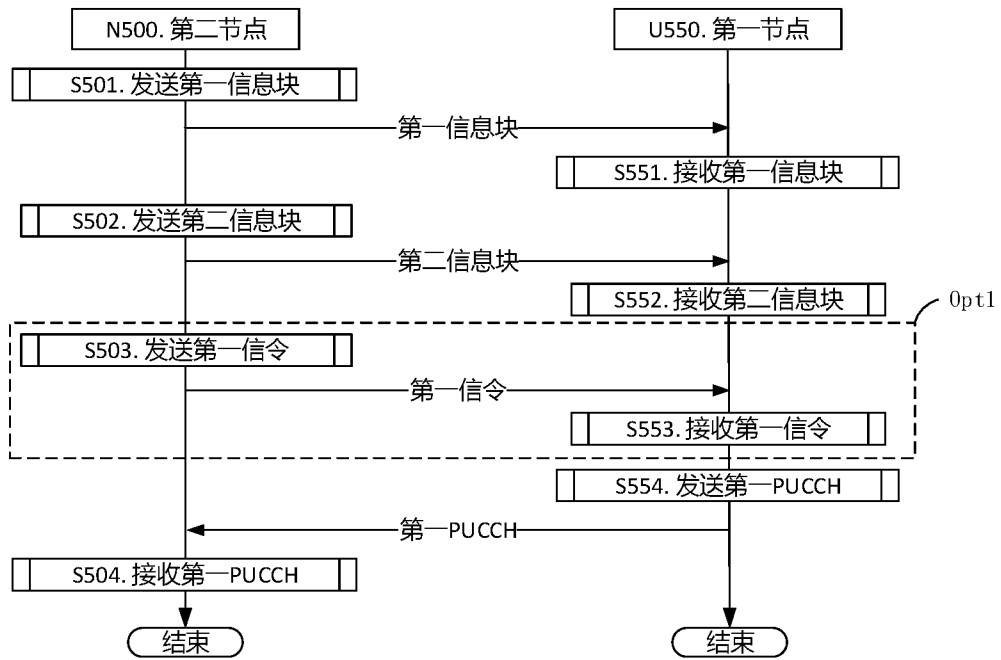 N500. 第二节点
U550. 第一节点
S501. 发送第一信息块
第一信息块
S551. 接收第一信息块
S502. 发送第二信息块
第二信息块
S552. 接收第二信息块
Opt1
S503. 发送第一信令
第一信令
S553. 接收第一信令
S554. 发送第一PUCCH
第一PUCCH
S504. 接收第一PUCCH
结束
结束